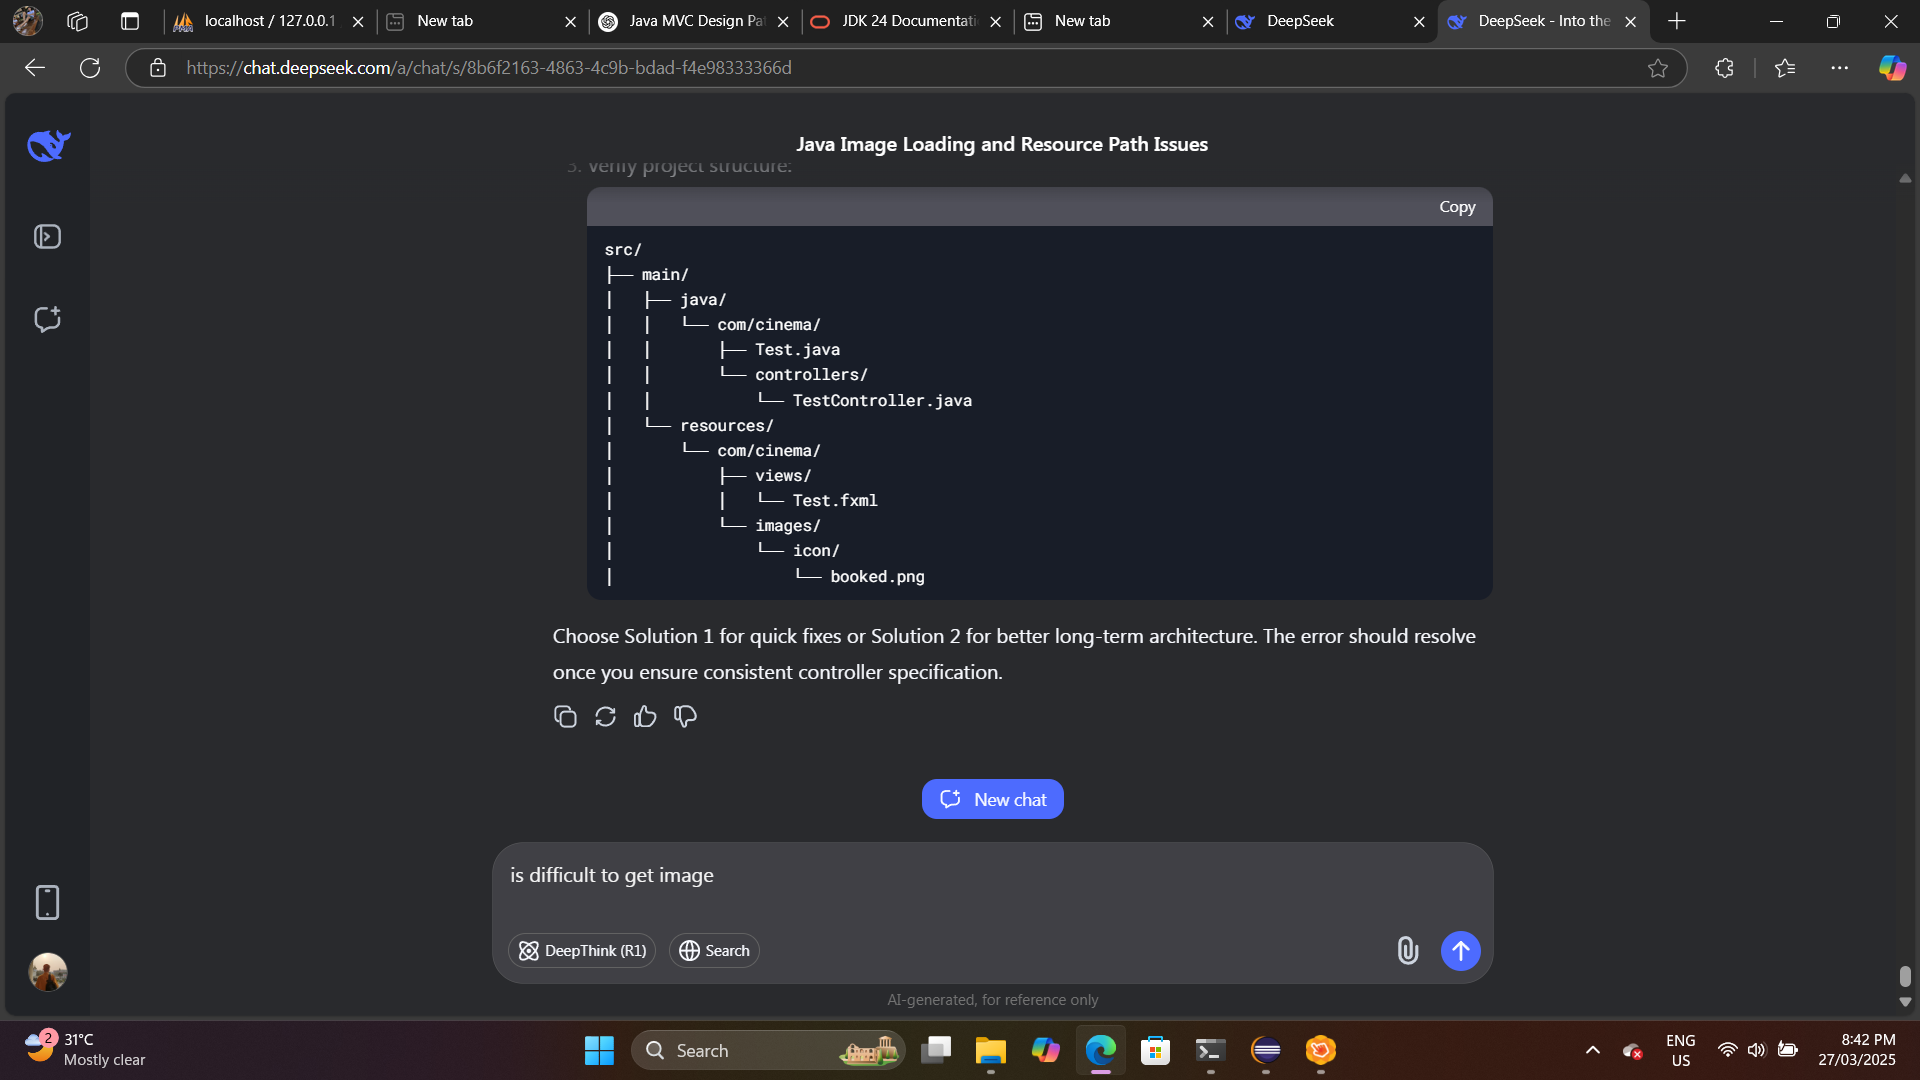 localhost / 127.0.0.1
New tab
Java MVC Design Pat
JDK 24 Documentati
New tab
DeepSeek
DeepSeek - Into the
https://chat.deepseek.com/a/chat/s/8b6f2163-4863-4c9b-bdad-f4e98333366d
Java Image Loading and Resource Path Issues
3. Verify project structure:
Copy
src/
├── main/
│   ├── java/
│   │   └── com/cinema/
│   │       ├── Test.java
│   │       └── controllers/
│   │           └── TestController.java
│   └── resources/
│       └── com/cinema/
│           ├── views/
│           │   └── Test.fxml
│           └── images/
│               └── icon/
│                   └── booked.png
Choose Solution 1 for quick fixes or Solution 2 for better long-term architecture. The error should resolve
once you ensure consistent controller specification.
New chat
is difficult to get image
DeepThink (R1)
Search
AI-generated, for reference only
2
31°C
Mostly clear
Search
ENG
US
8:42 PM
27/03/2025